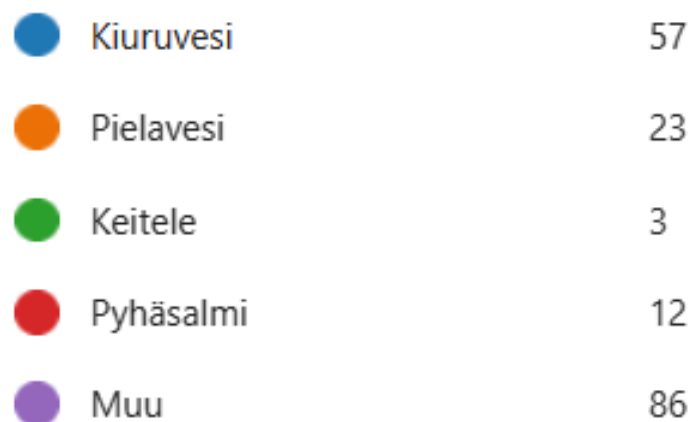 Kiuruvesi 57
Pielavesi 23
Keitele 3
Pyhäsalmi 12
Muu 86